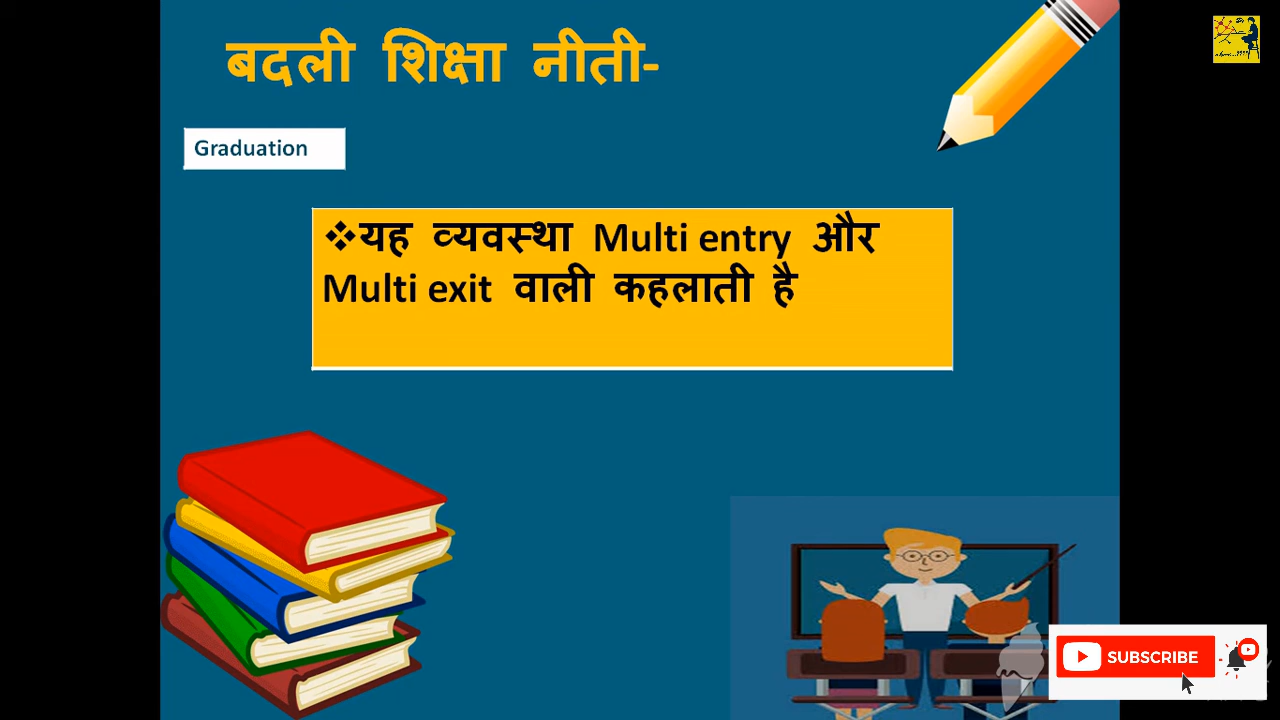 बदली शिक्षा नीती-
Graduation
❖यह व्यवस्था Multi entry और
Multi exit वाली कहलाती है
SUBSCRIBE